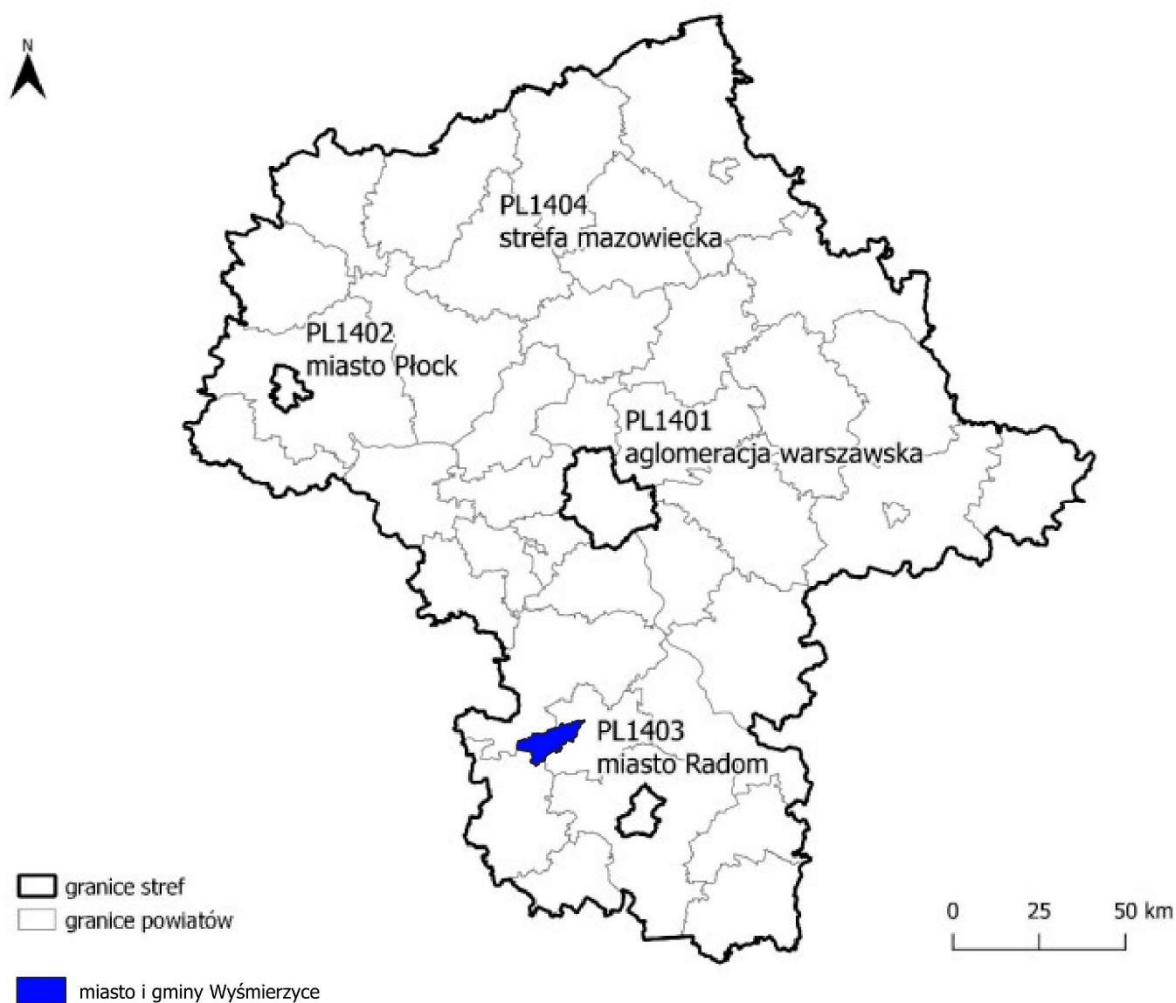 N
PL1404
strefa mazowiecka
PL1402
miasto Płock
PL1401
aglomeracja warszawska
PL1403
miasto Radom
granice stref
granice powiatów
0 25 50 km
miasto i gminy Wyśmierzyce